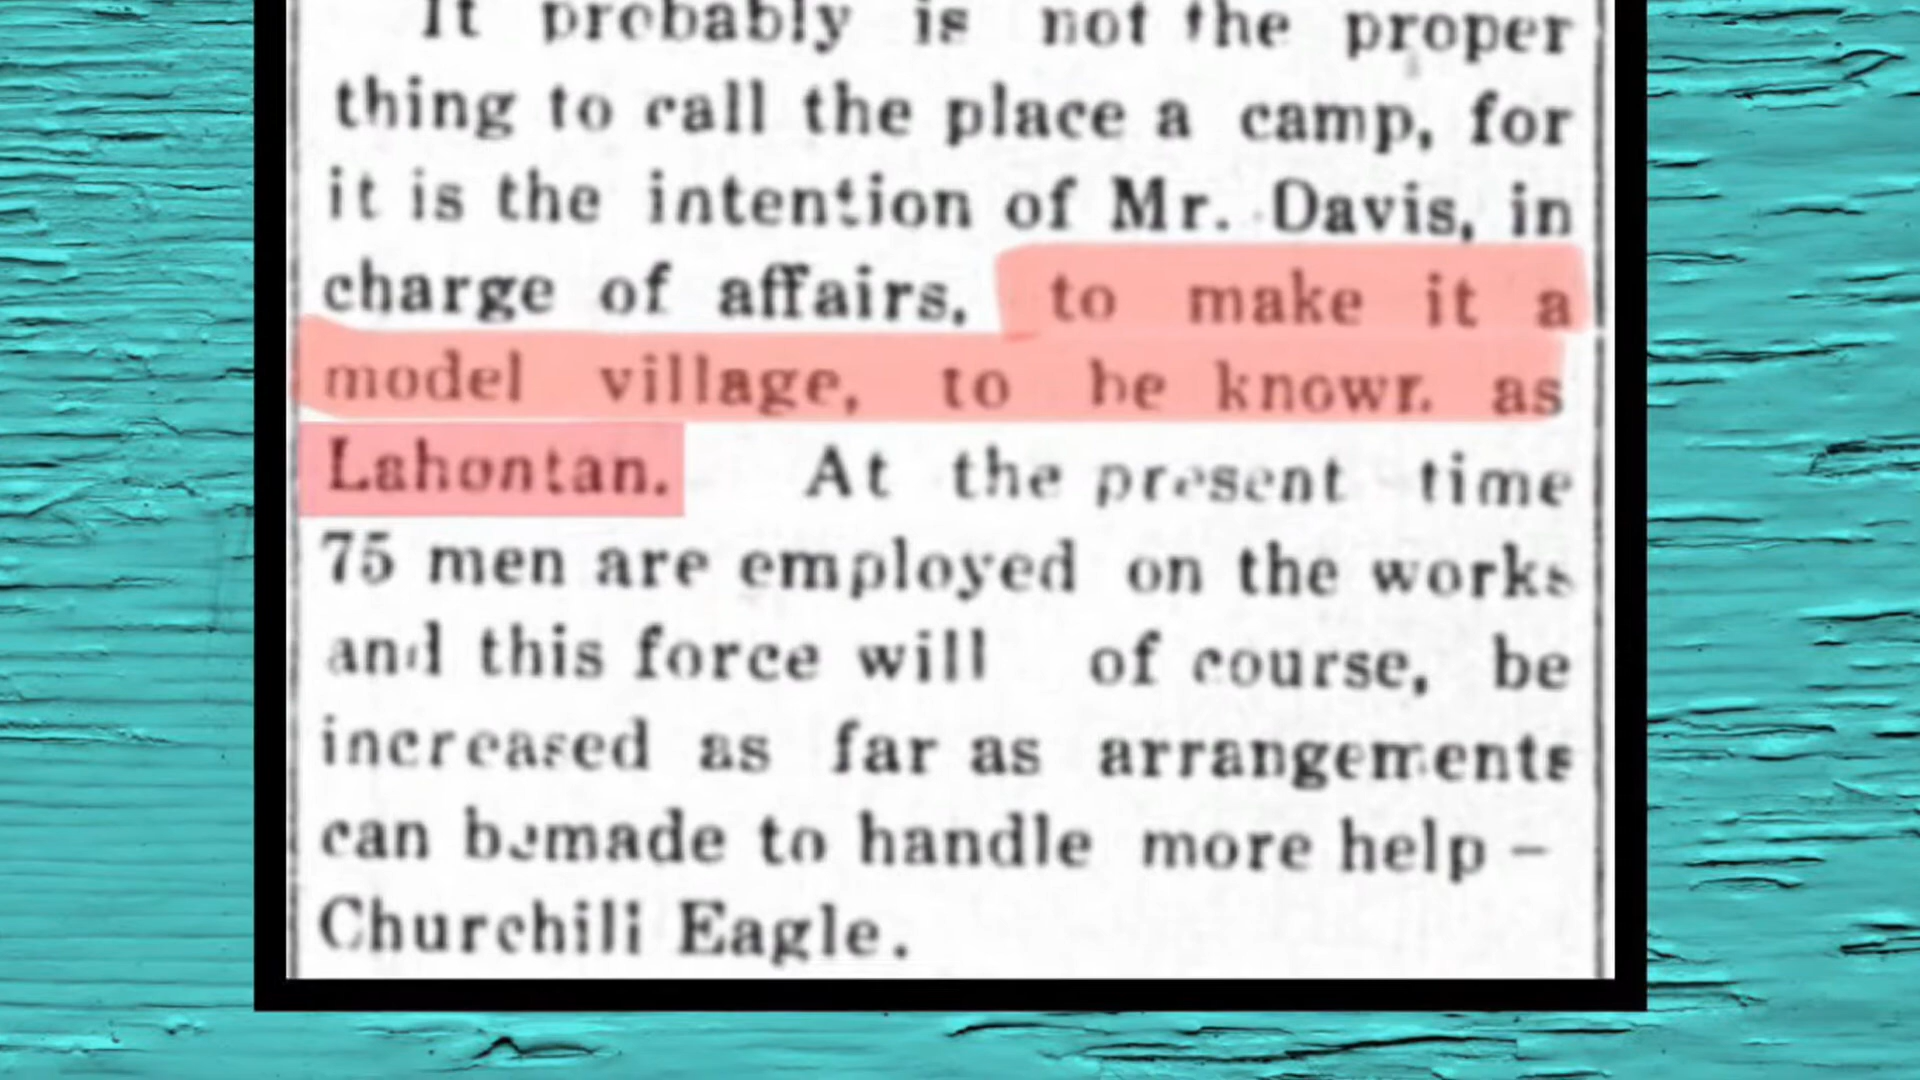 It probably is not the proper
thing to call the place a camp, for
it is the intention of Mr. Davis, in
charge of affairs, to make it a
model village, to be known as
Lahontan. At the present time
75 men are employed on the works
and this force will of course, be
increased as far as arrangements
can be made to handle more help –
Churchill Eagle.